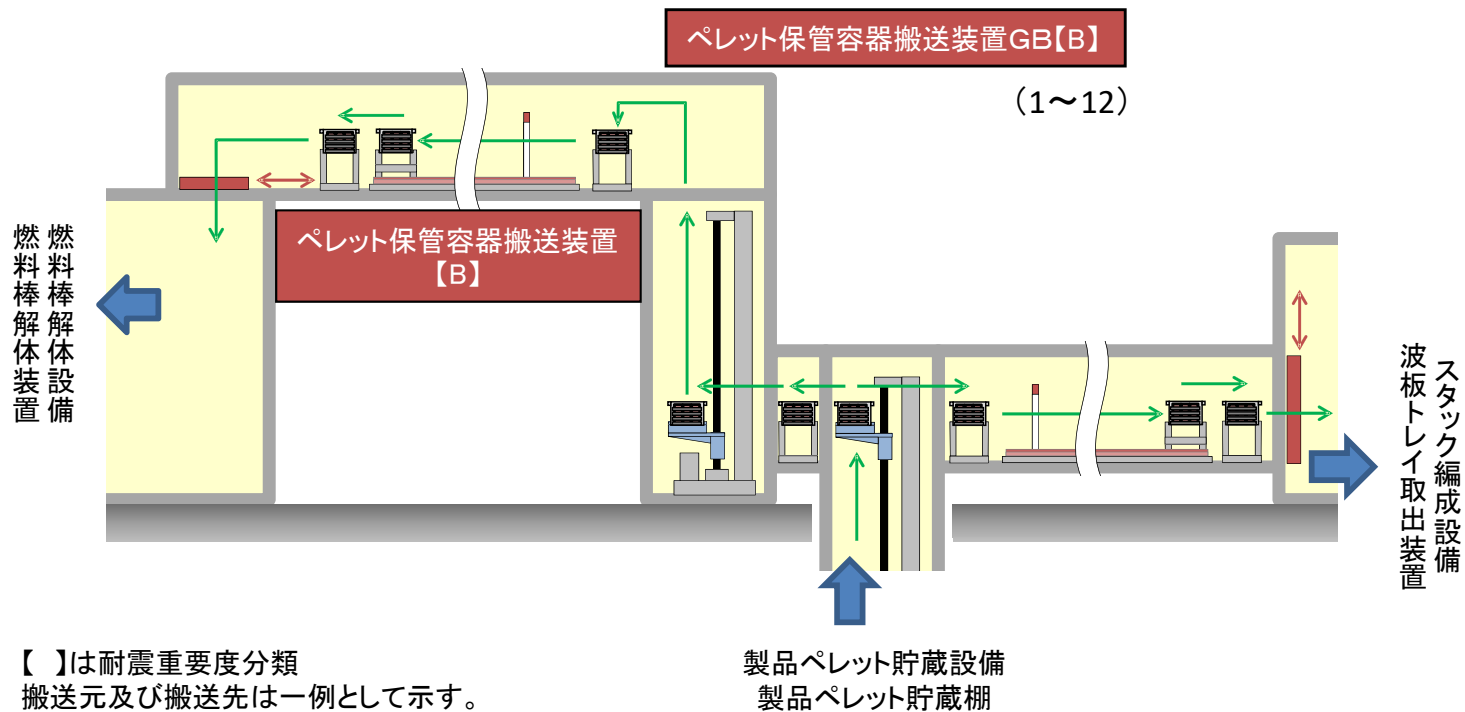 ペレット保管容器搬送装置GB【B】
（1～12）
ペレット保管容器搬送装置
【B】
燃料棒解体設備
燃料棒解体装置
スタック編成設備
波板トレイ取出装置
製品ペレット貯蔵設備
製品ペレット貯蔵棚
【　】は耐震重要度分類
搬送元及び搬送先は一例として示す。